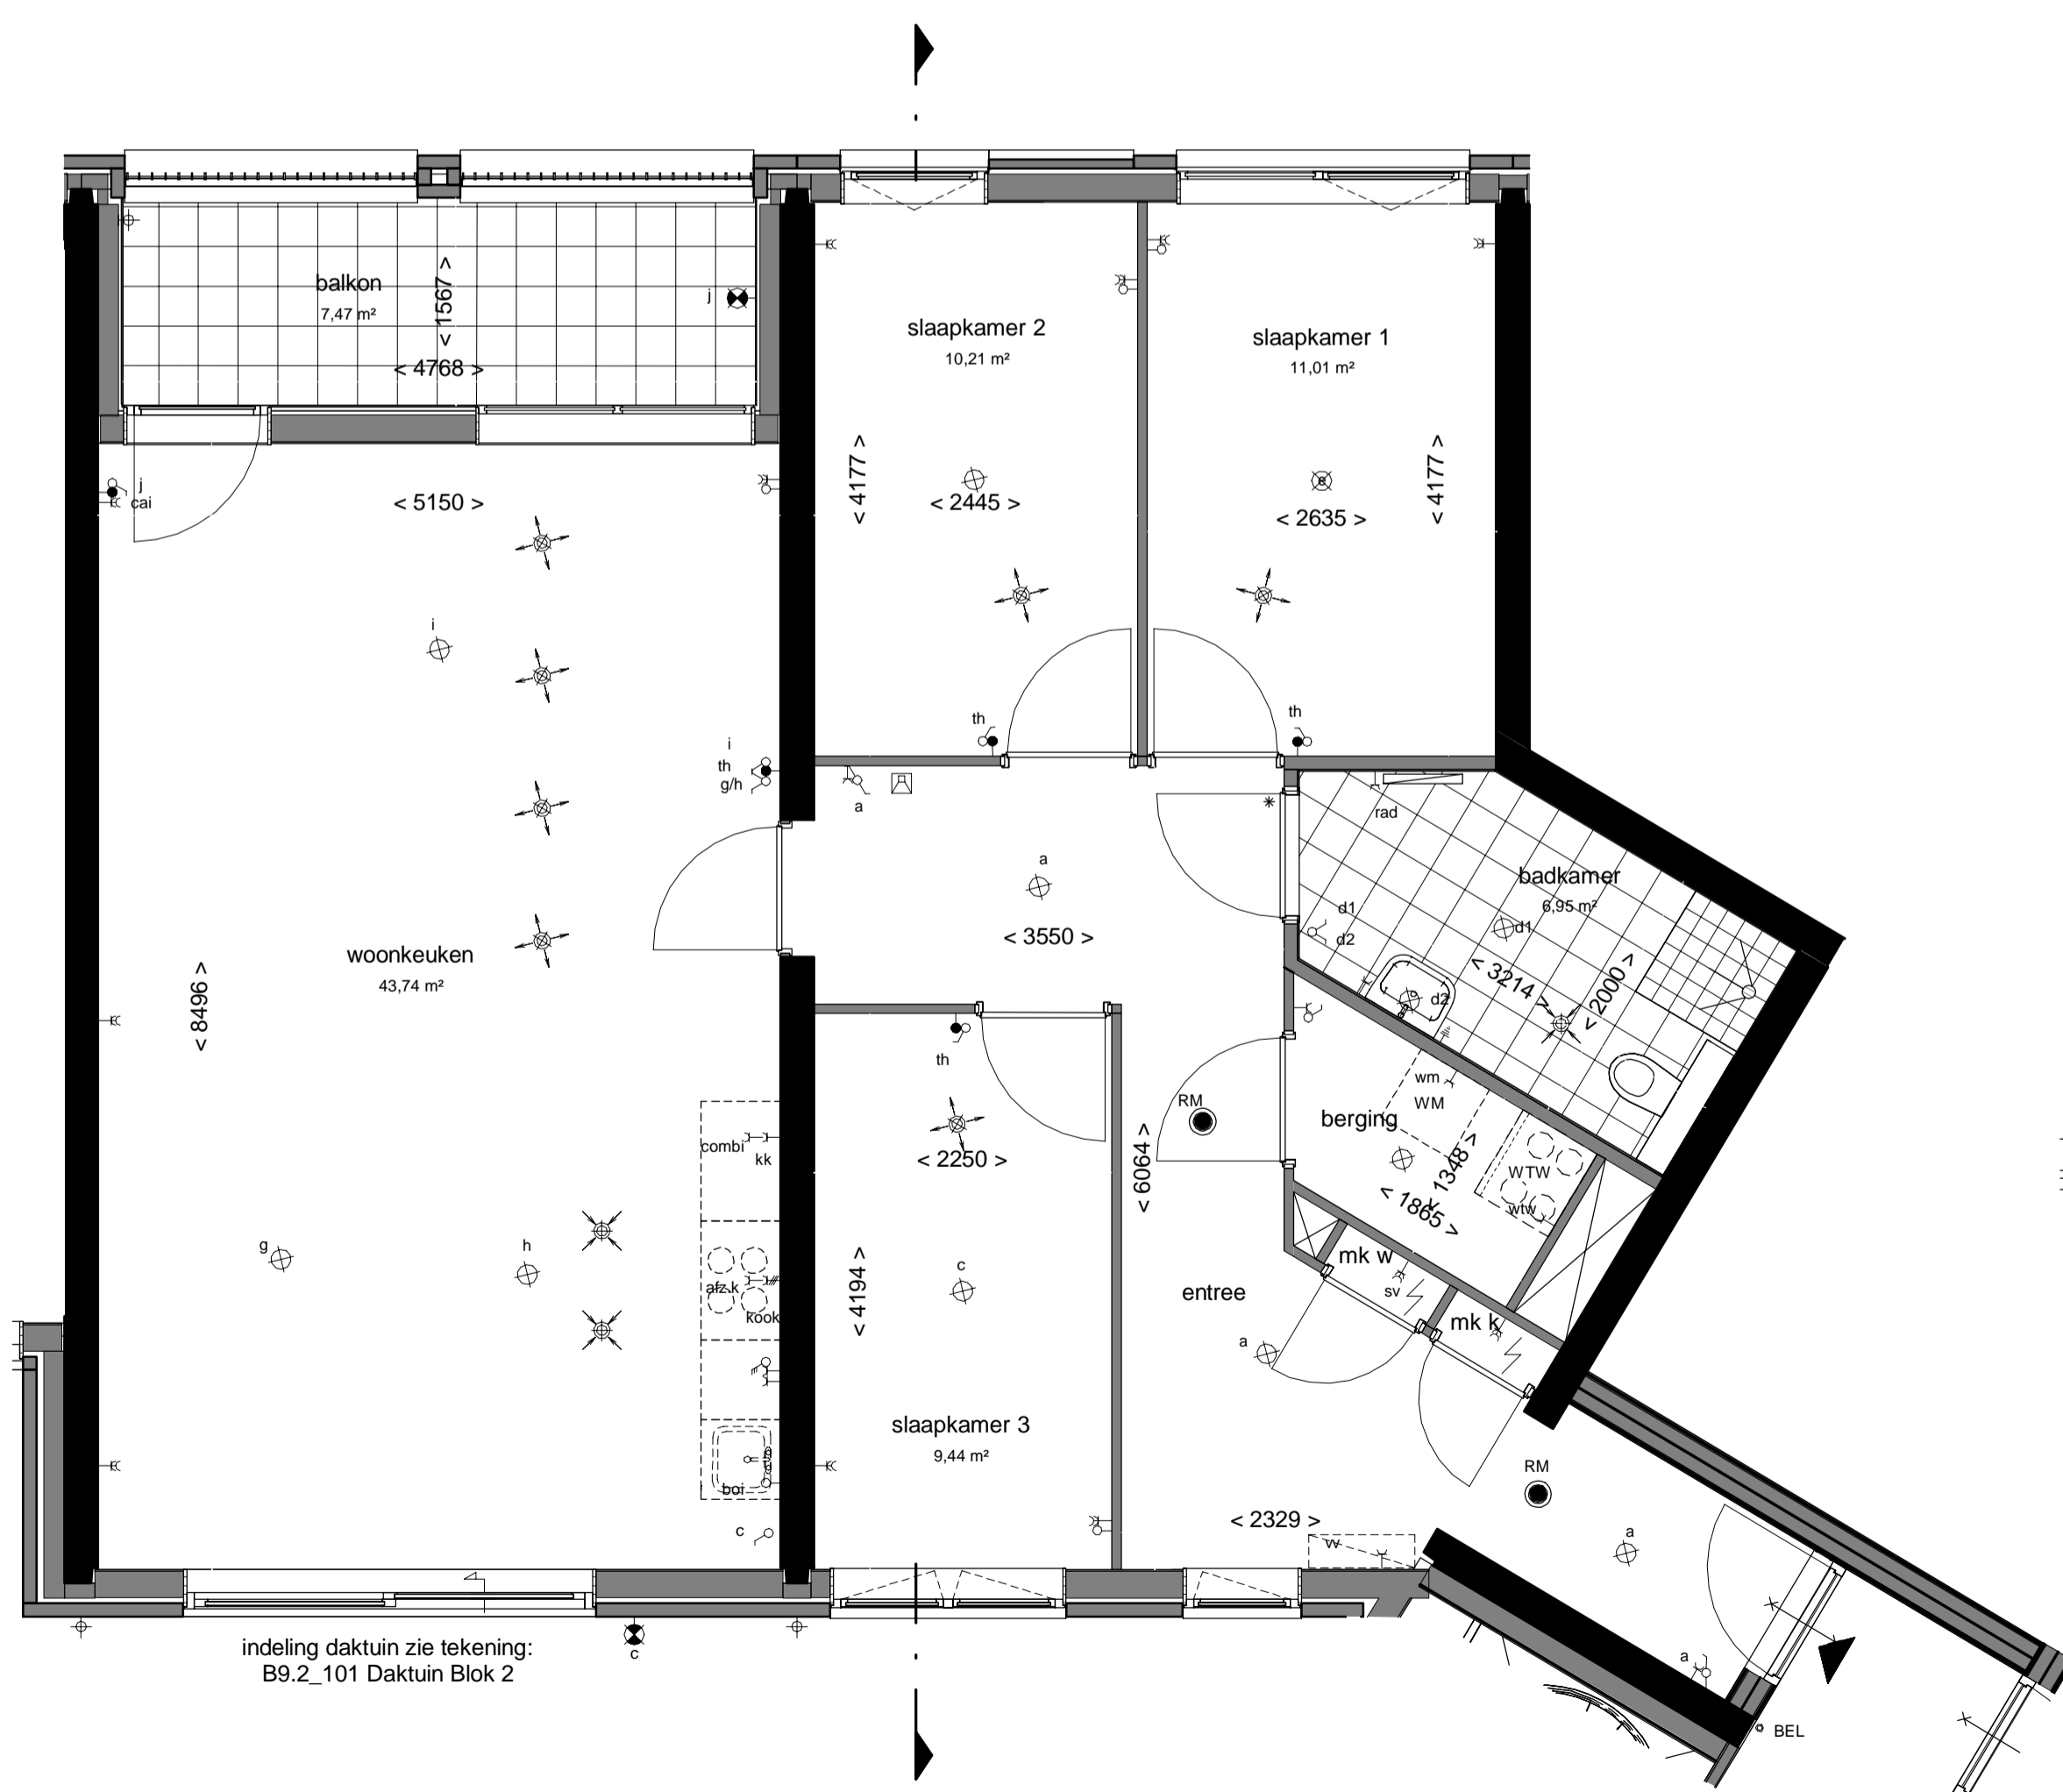 balkon
7,47 m²
< 1567 >
< 4768 >
j
slaapkamer 2
10,21 m²
slaapkamer 1
11,01 m²
j
cai
< 5150 >
< 4177 >
< 2445 >
< 2635 >
< 4177 >
i
th
th
i
th
g/h
a
rad
badkamer
6,95 m²
a
d1
d2
d1
< 3550 >
< 3214 >
< 2000 >
d2
woonkeuken
43,74 m²
< 8496 >
th
wm
WM
RM
berging
combi
kk
< 2250 >
< 6064 >
< 1348 >
WTW
wtw
< 1865 >
g
h
c
mk w
sv
afz.k
kook
< 4194 >
entree
mk k
a
slaapkamer 3
9,44 m²
RM
boi
c
< 2329 >
w
a
indeling daktuin zie tekening:
B9.2_101 Daktuin Blok 2
c
a
BEL